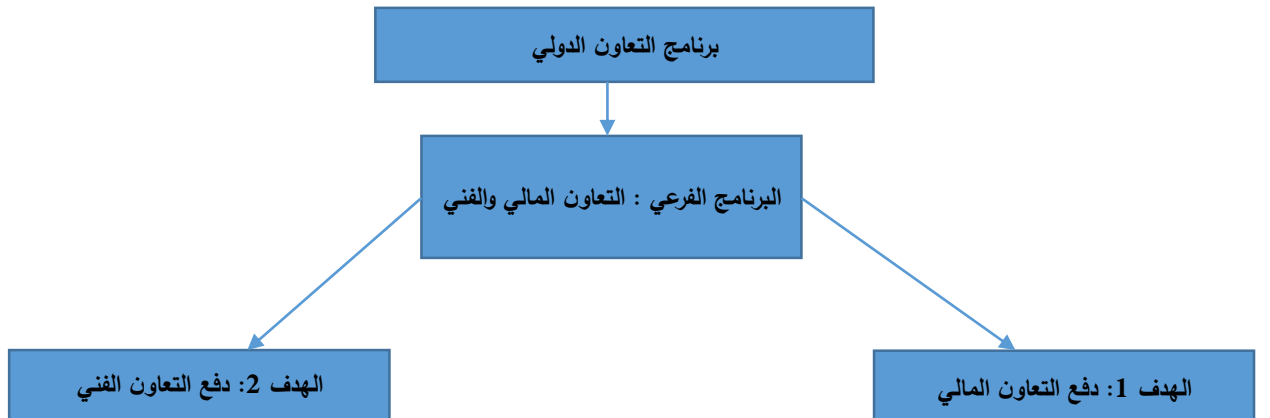 برنامج التعاون الدولي
البرنامج الفرعي : التعاون المالي والفني
الهدف 1: دفع التعاون المالي
الهدف 2: دفع التعاون الفني